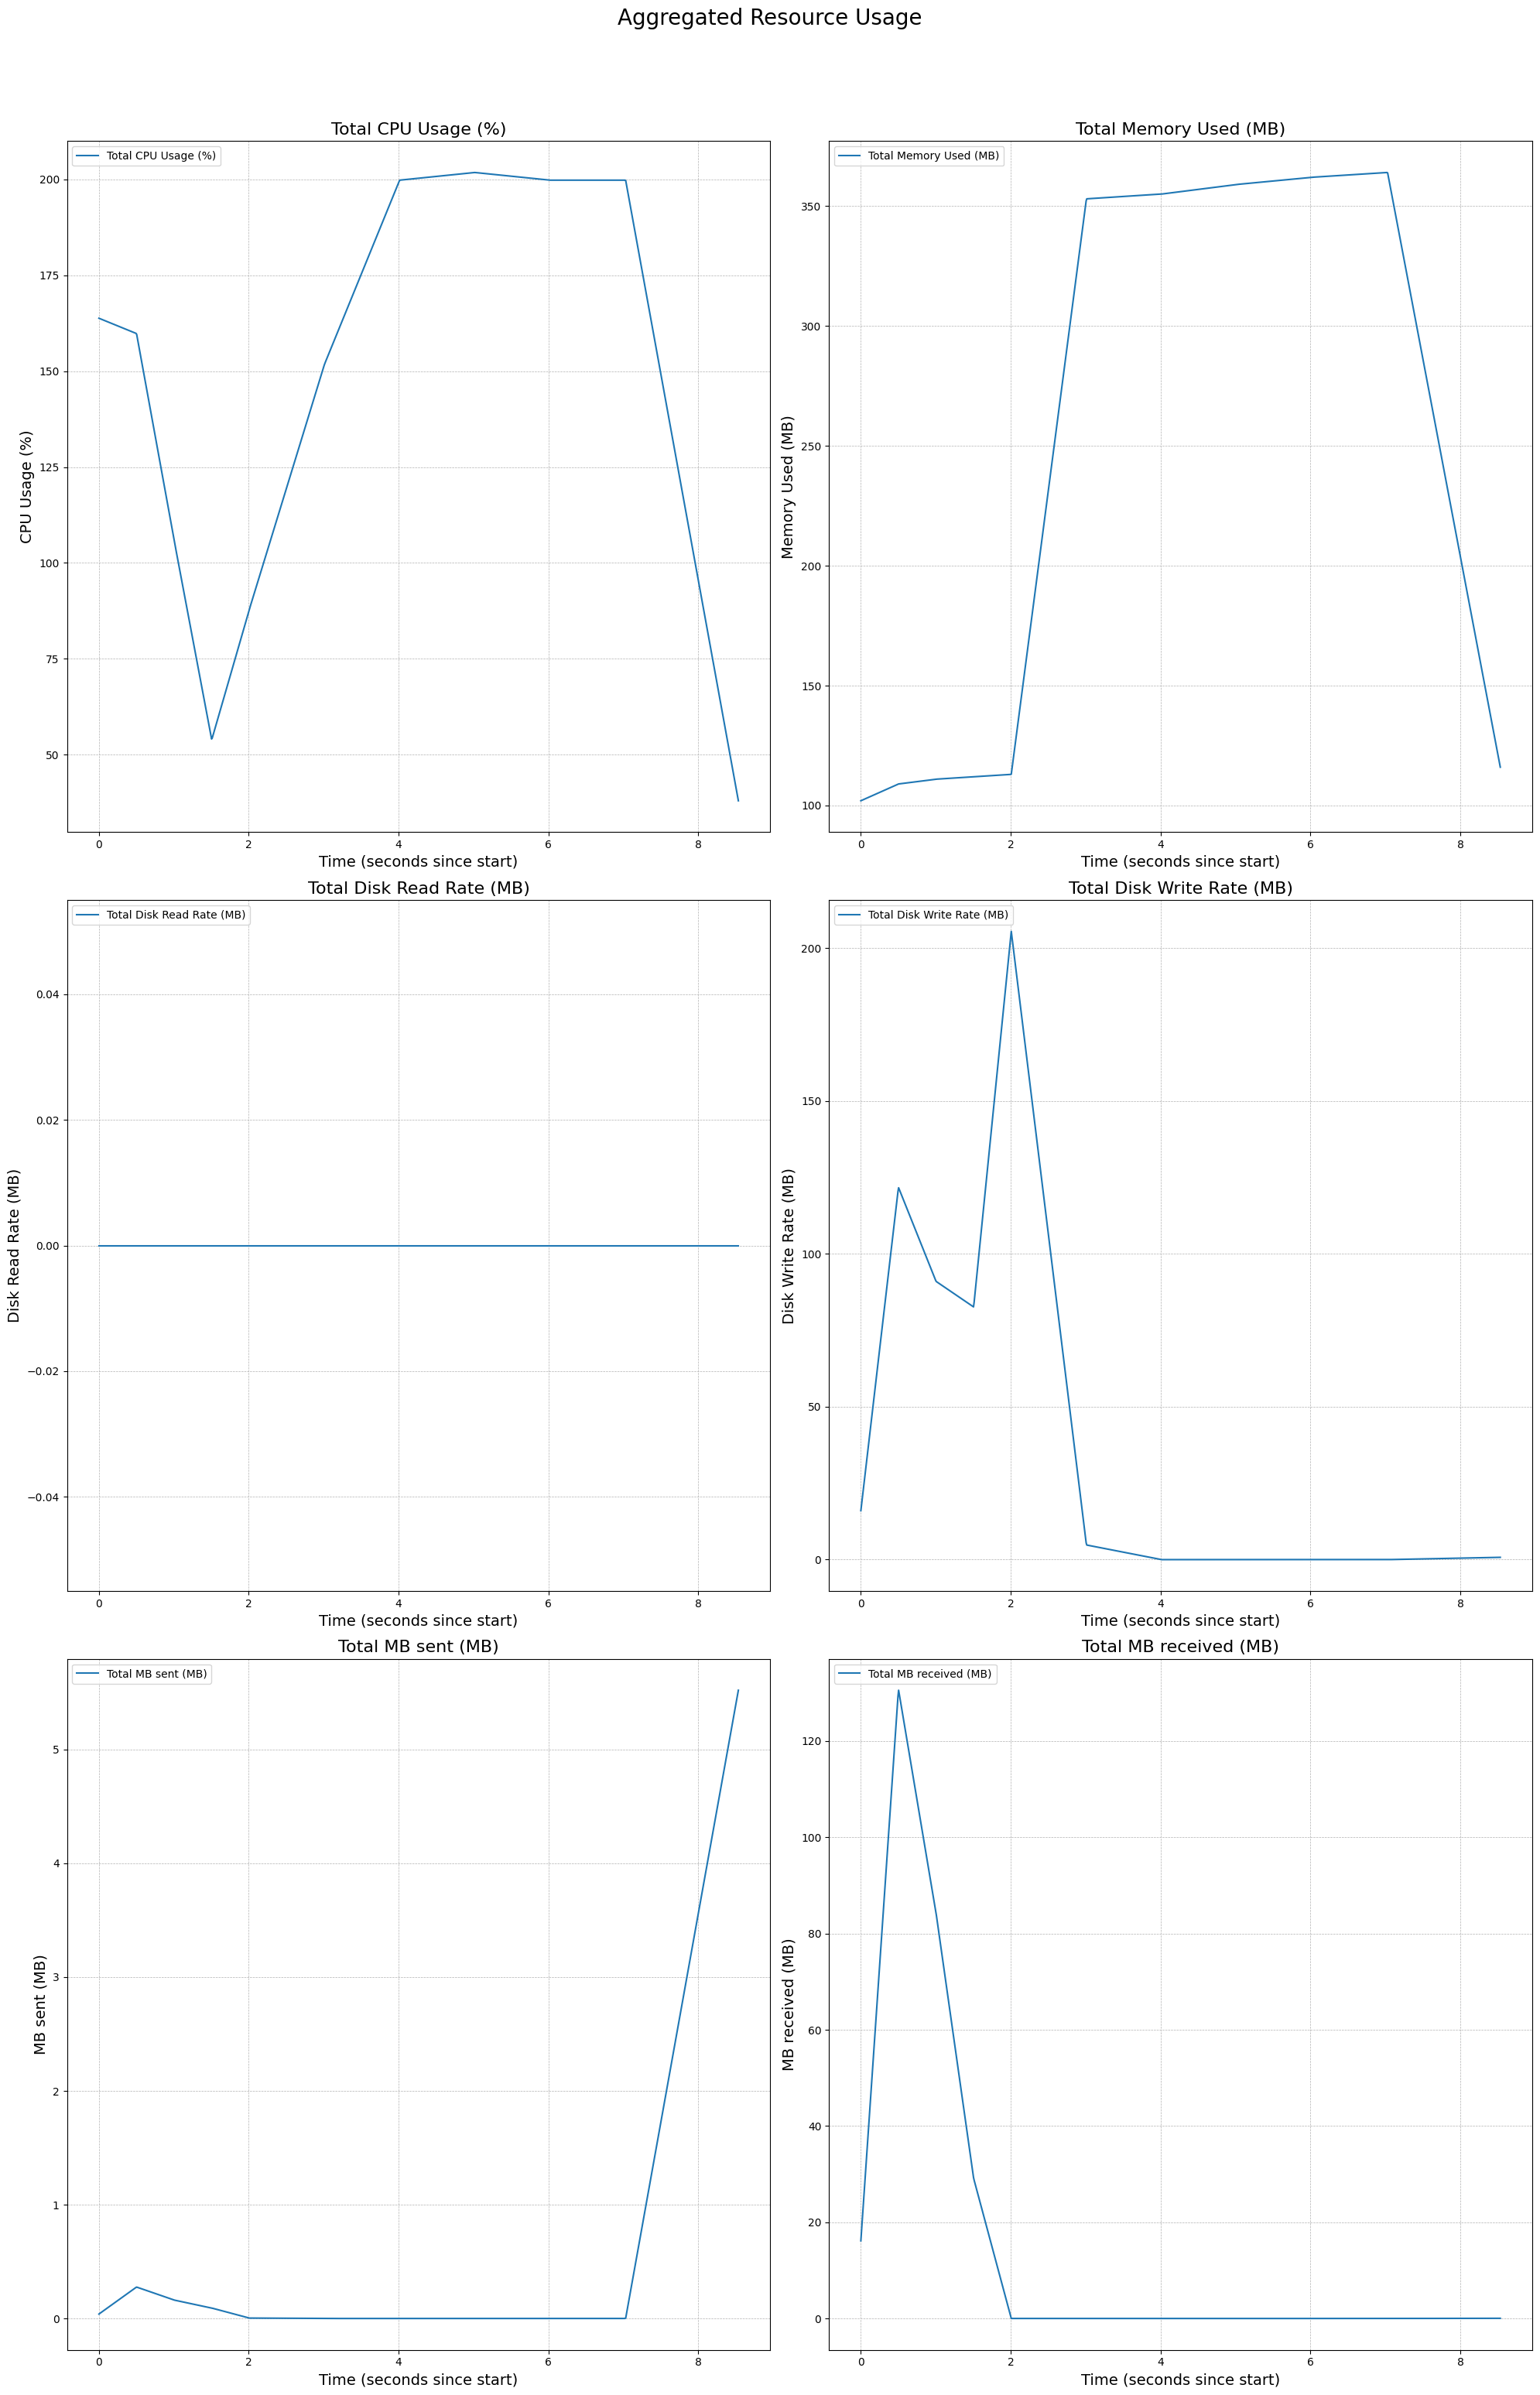 Aggregated Resource Usage
Total CPU Usage (%)
Total CPU Usage (%)
CPU Usage (%)
200
175
150
125
100
75
50
0 2 4 6 8
Time (seconds since start)
Total Memory Used (MB)
Total Memory Used (MB)
Memory Used (MB)
350
300
250
200
150
100
0 2 4 6 8
Time (seconds since start)
Total Disk Read Rate (MB)
Total Disk Read Rate (MB)
Disk Read Rate (MB)
0.04
0.02
0.00
−0.02
−0.04
0 2 4 6 8
Time (seconds since start)
Total Disk Write Rate (MB)
Total Disk Write Rate (MB)
Disk Write Rate (MB)
200
150
100
50
0
0 2 4 6 8
Time (seconds since start)
Total MB sent (MB)
Total MB sent (MB)
MB sent (MB)
5
4
3
2
1
0
0 2 4 6 8
Time (seconds since start)
Total MB received (MB)
Total MB received (MB)
MB received (MB)
120
100
80
60
40
20
0
0 2 4 6 8
Time (seconds since start)